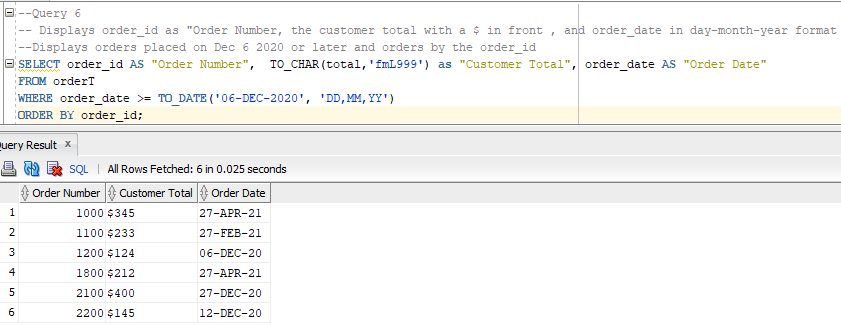 --Query 6
-- Displays order_id as "Order Number, the customer total with a $ in front , and order_date in day-month-year format
--Displays orders placed on Dec 6 2020 or later and orders by the order_id
SELECT order_id AS "Order Number",  TO_CHAR(total,'fmL999') as "Customer Total", order_date AS "Order Date"
FROM orderT
WHERE order_date >= TO_DATE('06-DEC-2020', 'DD,MM,YY')
ORDER BY order_id;
Query Result x
SQL | All Rows Fetched: 6 in 0.025 seconds
Order Number Customer Total Order Date
1 1000 $345 27-APR-21
2 1100 $233 27-FEB-21
3 1200 $124 06-DEC-20
4 1800 $212 27-APR-21
5 2100 $400 27-DEC-20
6 2200 $145 12-DEC-20